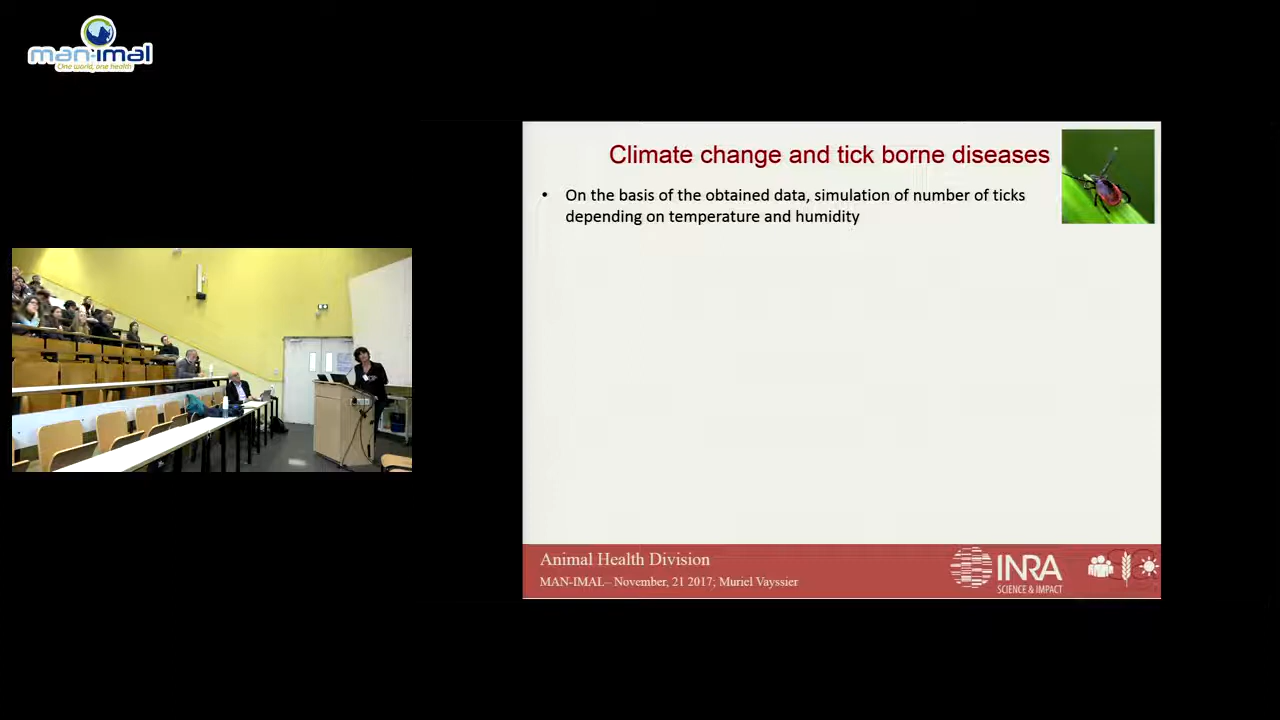 man-imal
One world, one health
Climate change and tick borne diseases
• On the basis of the obtained data, simulation of number of ticks
depending on temperature and humidity
Animal Health Division
MAN-IMAL– November, 21 2017; Muriel Vayssier
INRA
SCIENCE & IMPACT